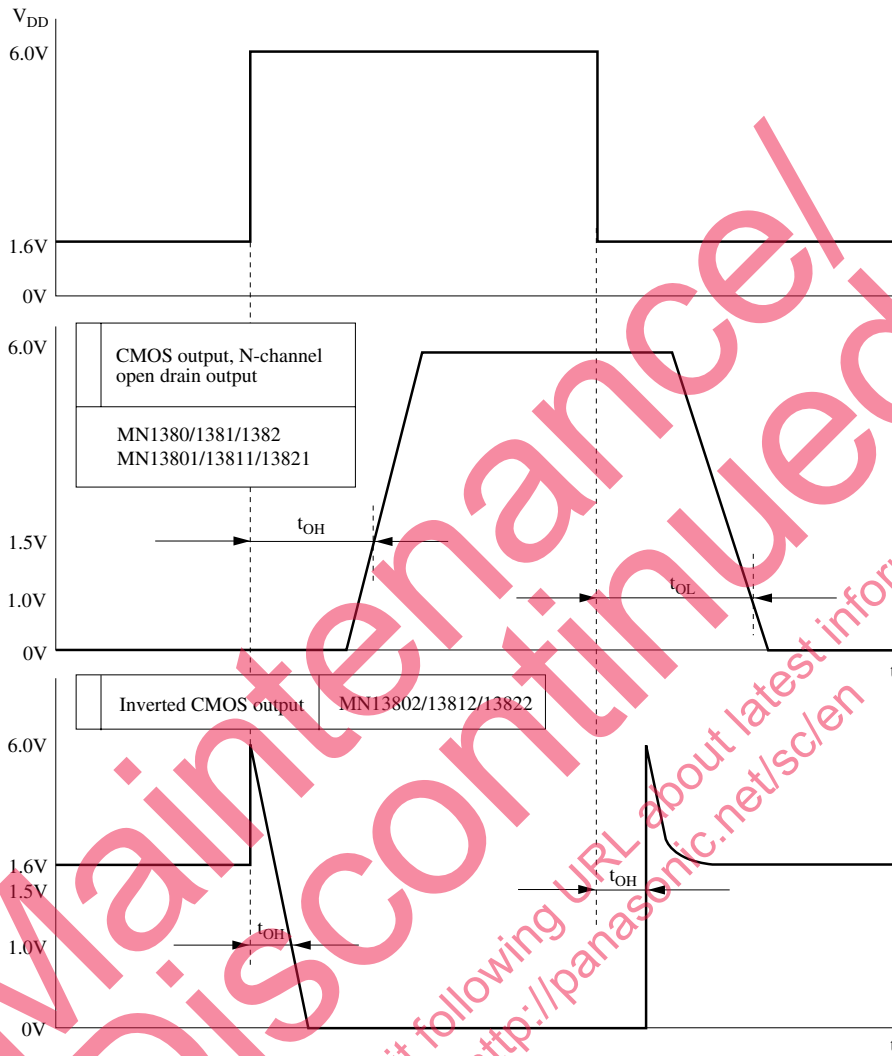 VDD
6.0V
1.6V
0V
6.0V
CMOS output, N-channel
open drain output
MN1380/1381/1382
MN13801/13811/13821
tOH
1.5V
1.0V
tOL
0V
t
Inverted CMOS output MN13802/13812/13822
6.0V
1.6V
1.5V
tOH
tOH
1.0V
0V
t
Maintenance/
Discontinued
it following URL about latest infor
http://panasonic.net/sc/en